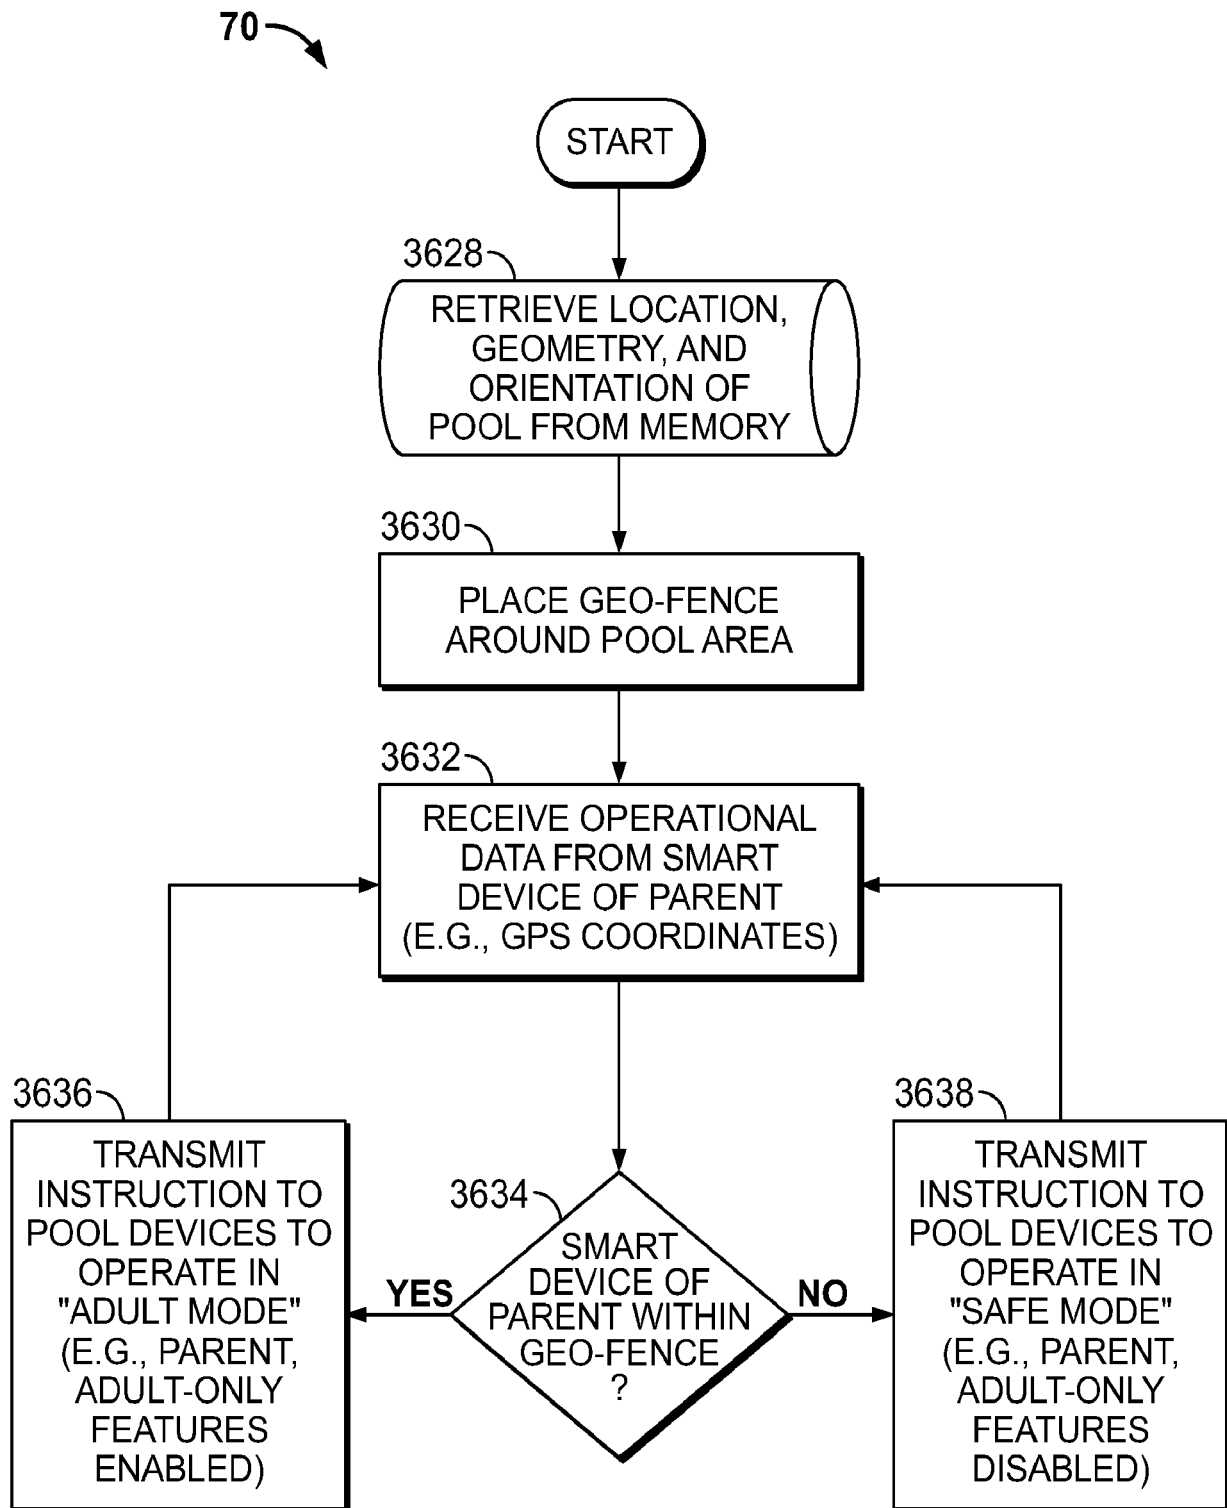 70
START
3628
RETRIEVE LOCATION,
GEOMETRY, AND
ORIENTATION OF
POOL FROM MEMORY
3630
PLACE GEO-FENCE
AROUND POOL AREA
3632
RECEIVE OPERATIONAL
DATA FROM SMART
DEVICE OF PARENT
(E.G., GPS COORDINATES)
3636
TRANSMIT
INSTRUCTION TO
POOL DEVICES TO
OPERATE IN
"ADULT MODE"
(E.G., PARENT,
ADULT-ONLY
FEATURES
ENABLED)
3634
SMART
DEVICE OF
PARENT WITHIN
GEO-FENCE
?
YES
NO
3638
TRANSMIT
INSTRUCTION TO
POOL DEVICES TO
OPERATE IN
"SAFE MODE"
(E.G., PARENT,
ADULT-ONLY
FEATURES
DISABLED)